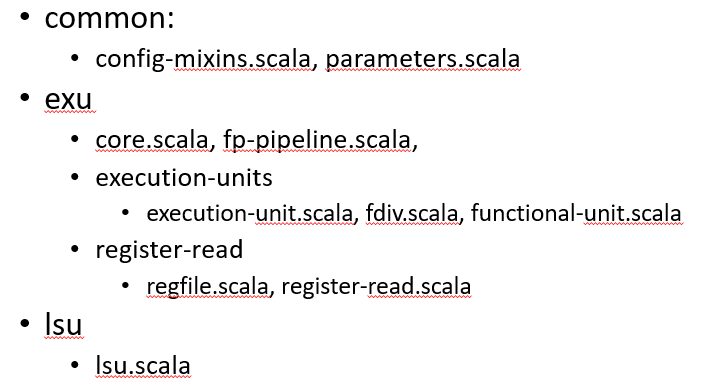 • common:
• config-mixins.scala, parameters.scala
• exu
• core.scala, fp-pipeline.scala,
• execution-units
• execution-unit.scala, fdiv.scala, functional-unit.scala
• register-read
• regfile.scala, register-read.scala
• lsu
• lsu.scala